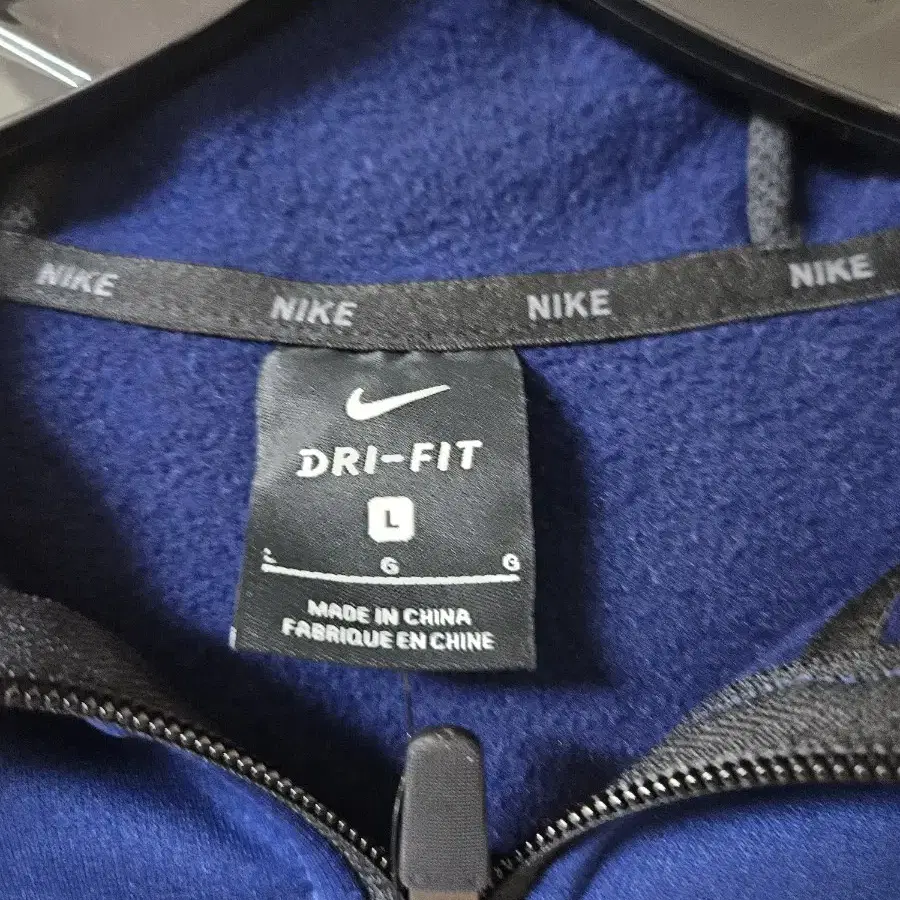 NIKE NIKE NIKE NIKE
DRI-FIT
L
L G G
MADE IN CHINA
FABRIQUE EN CHINE